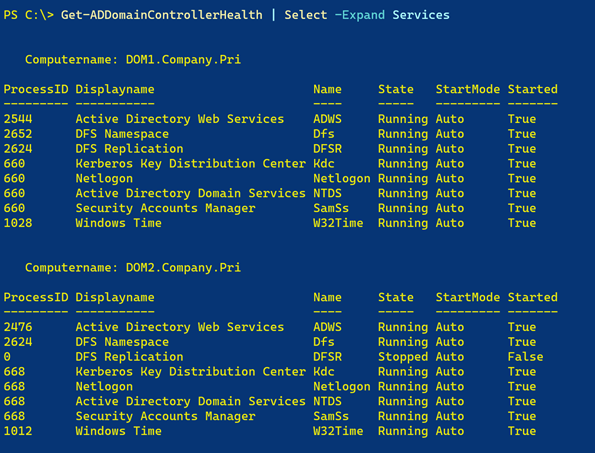 PS C:\> Get-ADDomainControllerHealth | Select -Expand Services
Computername: DOM1.Company.Pri
ProcessID Displayname Name State StartMode Started
--------- ----------- ---- ----- --------- -------
2544 Active Directory Web Services ADWS Running Auto True
2652 DFS Namespace Dfs Running Auto True
2624 DFS Replication DFSR Running Auto True
660 Kerberos Key Distribution Center Kdc Running Auto True
660 Netlogon Netlogon Running Auto True
660 Active Directory Domain Services NTDS Running Auto True
660 Security Accounts Manager SamSs Running Auto True
1028 Windows Time W32Time Running Auto True
Computername: DOM2.Company.Pri
ProcessID Displayname Name State StartMode Started
--------- ----------- ---- ----- --------- -------
2476 Active Directory Web Services ADWS Running Auto True
2624 DFS Namespace Dfs Running Auto True
0 DFS Replication DFSR Stopped Auto False
668 Kerberos Key Distribution Center Kdc Running Auto True
668 Netlogon Netlogon Running Auto True
668 Active Directory Domain Services NTDS Running Auto True
668 Security Accounts Manager SamSs Running Auto True
1012 Windows Time W32Time Running Auto True